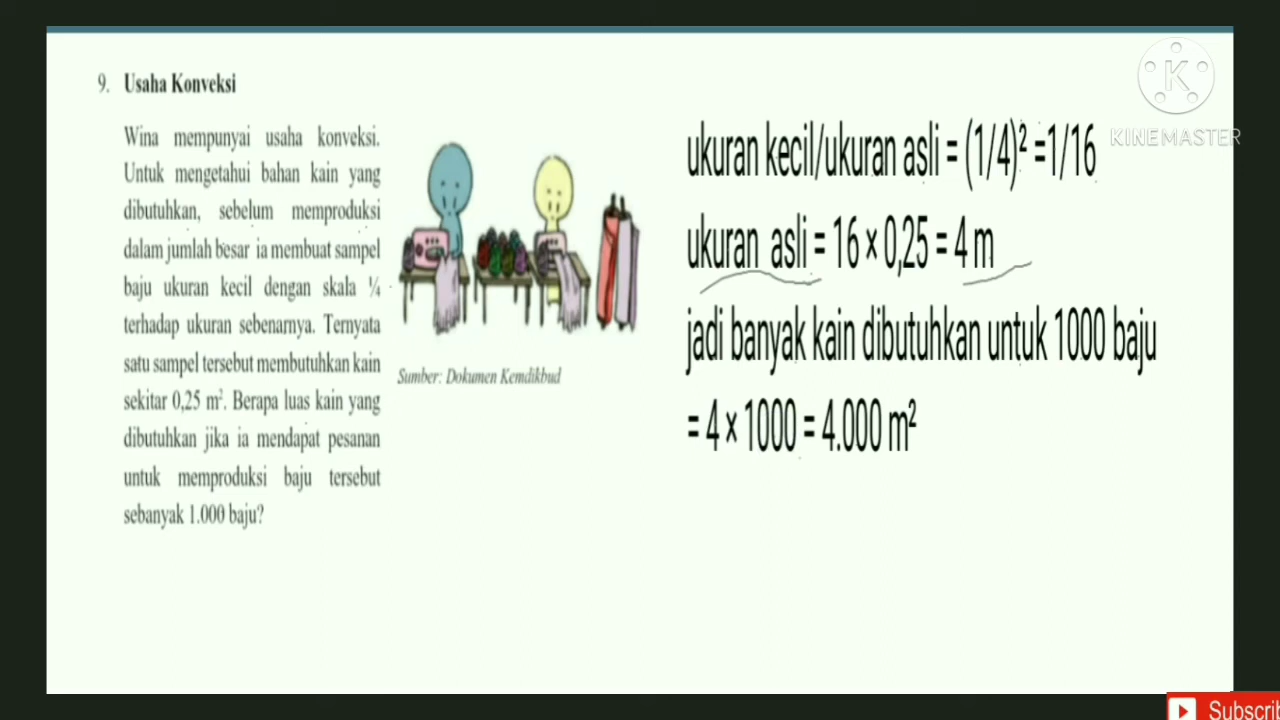 9. Usaha Konveksi
Wina mempunyai usaha konveksi.
Untuk mengetahui bahan kain yang
dibutuhkan, sebelum memproduksi
dalam jumlah besar ia membuat sampel
baju ukuran kecil dengan skala ¼
terhadap ukuran sebenarnya. Ternyata
satu sampel tersebut membutuhkan kain
sekitar 0,25 m². Berapa luas kain yang
dibutuhkan jika ia mendapat pesanan
untuk memproduksi baju tersebut
sebanyak 1.000 baju?
Sumber: Dokumen Kemdikbud
ukuran kecil/ukuran asli = (1/4)² =1/16
ukuran asli = 16 × 0,25 = 4 m
jadi banyak kain dibutuhkan untuk 1000 baju
= 4 × 1000 = 4.000 m²
K
KINEMASTER
Subscrib